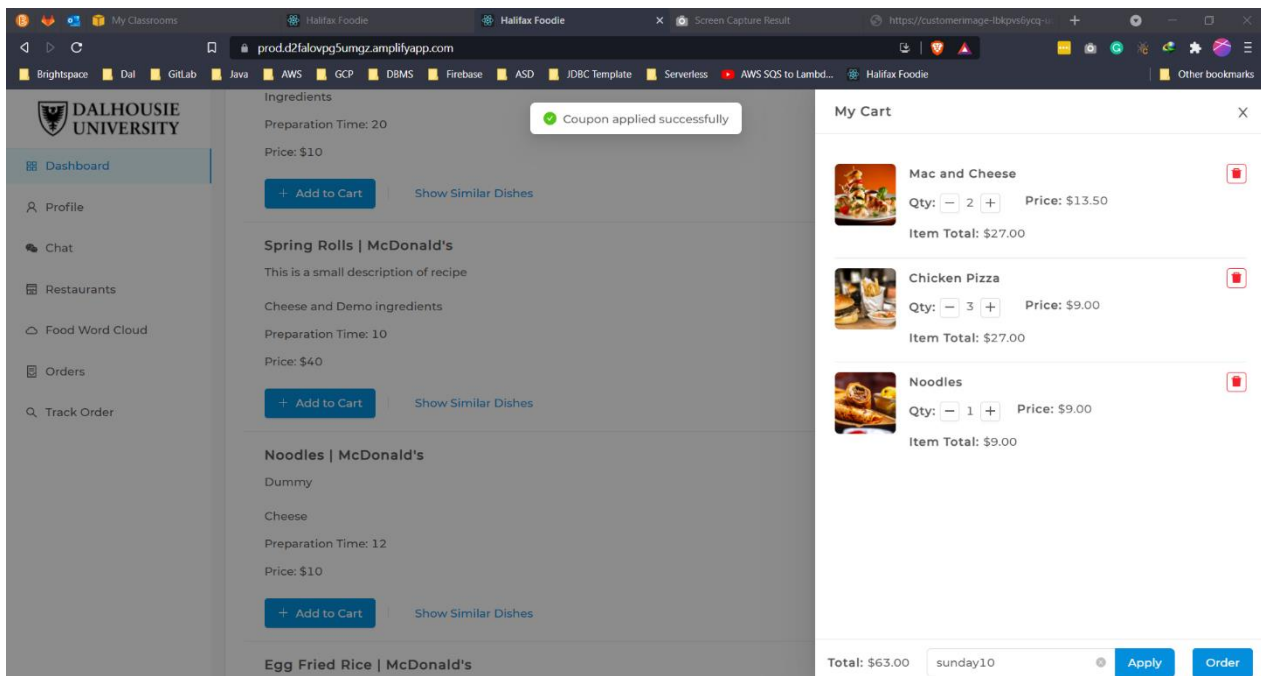 My Classrooms
Halifax Foodie
Halifax Foodie
Screen Capture Result
https://customerimage-lbkpvs6ycq-u
prod.d2falovpg5umgz.amplifyapp.com
Brightspace Dal GitLab Java AWS GCP DBMS Firebase ASD JDBC Template Serverless AWS SQS to Lambd... Halifax Foodie Other bookmarks
DALHOUSIE
UNIVERSITY
Dashboard
Profile
Chat
Restaurants
Food Word Cloud
Orders
Track Order
Ingredients
Preparation Time: 20
Price: $10
+ Add to Cart Show Similar Dishes
Spring Rolls | McDonald's
This is a small description of recipe
Cheese and Demo ingredients
Preparation Time: 10
Price: $40
+ Add to Cart Show Similar Dishes
Noodles | McDonald's
Dummy
Cheese
Preparation Time: 12
Price: $10
+ Add to Cart Show Similar Dishes
Egg Fried Rice | McDonald's
Coupon applied successfully
My Cart
Mac and Cheese
Qty: − 2 + Price: $13.50
Item Total: $27.00
Chicken Pizza
Qty: − 3 + Price: $9.00
Item Total: $27.00
Noodles
Qty: − 1 + Price: $9.00
Item Total: $9.00
Total: $63.00 sunday10 Apply Order